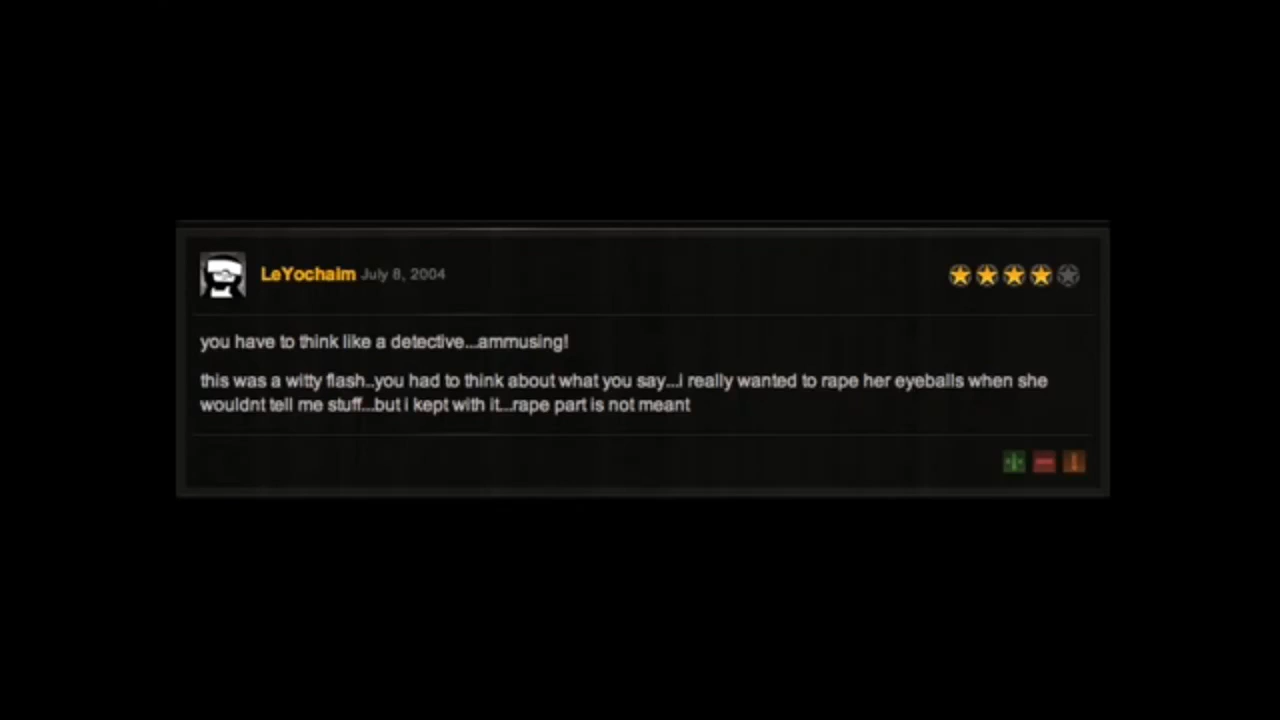 LeYochaim July 8, 2004
you have to think like a detective...ammusing!
this was a witty flash..you had to think about what you say...i really wanted to rape her eyeballs when she
wouldnt tell me stuff...but i kept with it...rape part is not meant